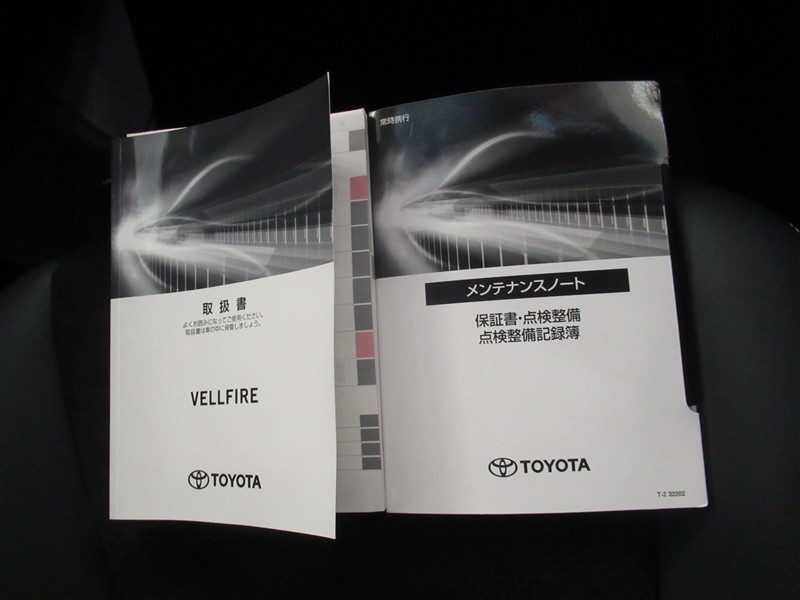 取扱書
よくお読みになってご使用ください。
取扱書は車の中に保管しましょう。
VELLFIRE
TOYOTA
常時携行
メンテナンスノート
保証書・点検整備
点検整備記録簿
TOYOTA
T-2 32202